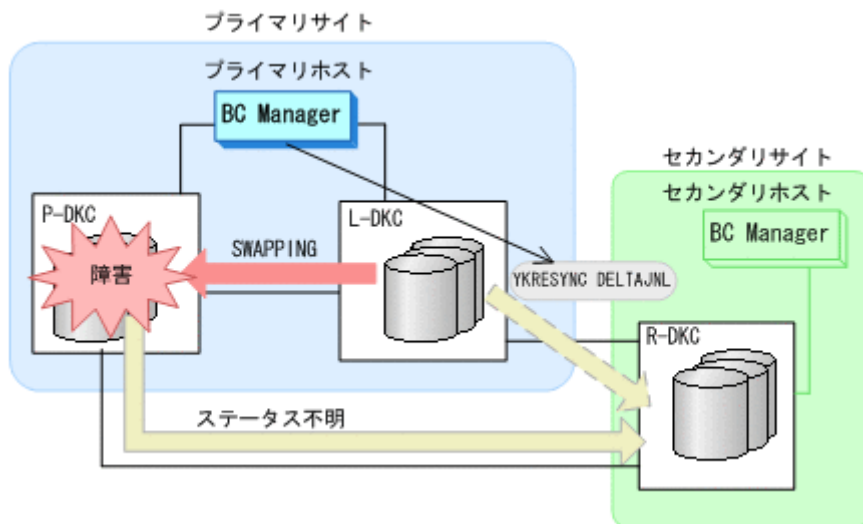 プライマリサイト
プライマリホスト
BC Manager
セカンダリサイト
セカンダリホスト
BC Manager
P-DKC
L-DKC
障害
SWAPPING
YKRESYNC DELTAJNL
R-DKC
ステータス不明